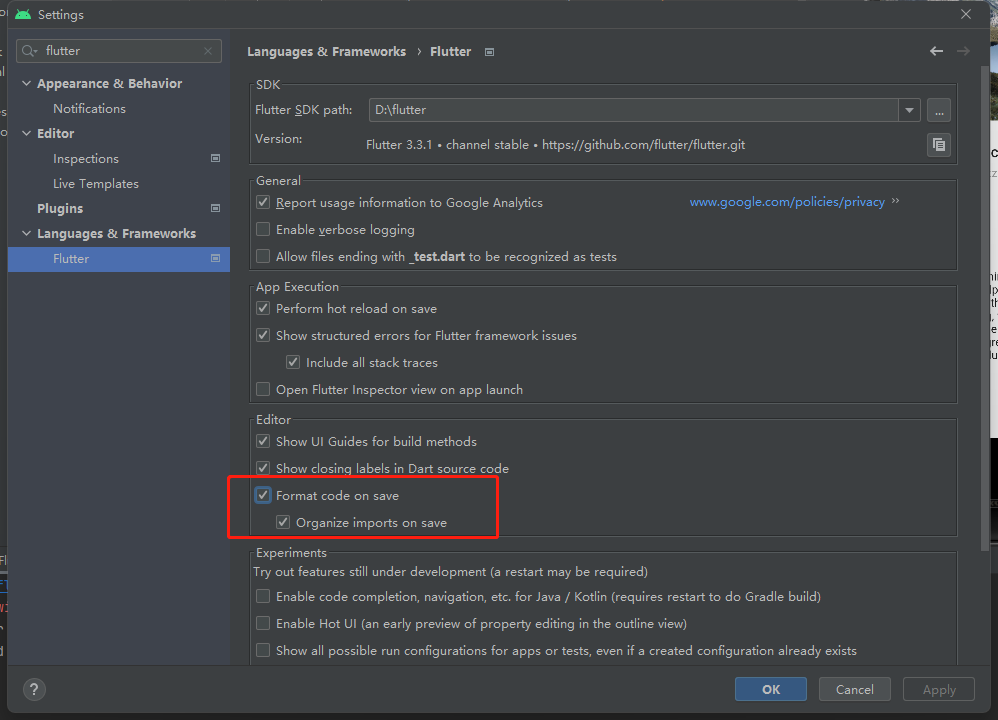 Settings
flutter
Appearance & Behavior
Notifications
Editor
Inspections
Live Templates
Plugins
Languages & Frameworks
Flutter
Languages & Frameworks › Flutter
SDK
Flutter SDK path:
D:\flutter
...
Version:
Flutter 3.3.1 • channel stable • https://github.com/flutter/flutter.git
General
Report usage information to Google Analytics
www.google.com/policies/privacy
Enable verbose logging
Allow files ending with _test.dart to be recognized as tests
App Execution
Perform hot reload on save
Show structured errors for Flutter framework issues
Include all stack traces
Open Flutter Inspector view on app launch
Editor
Show UI Guides for build methods
Show closing labels in Dart source code
Format code on save
Organize imports on save
Experiments
Try out features still under development (a restart may be required)
Enable code completion, navigation, etc. for Java / Kotlin (requires restart to do Gradle build)
Enable Hot UI (an early preview of property editing in the outline view)
Show all possible run configurations for apps or tests, even if a created configuration already exists
?
OK
Cancel
Apply